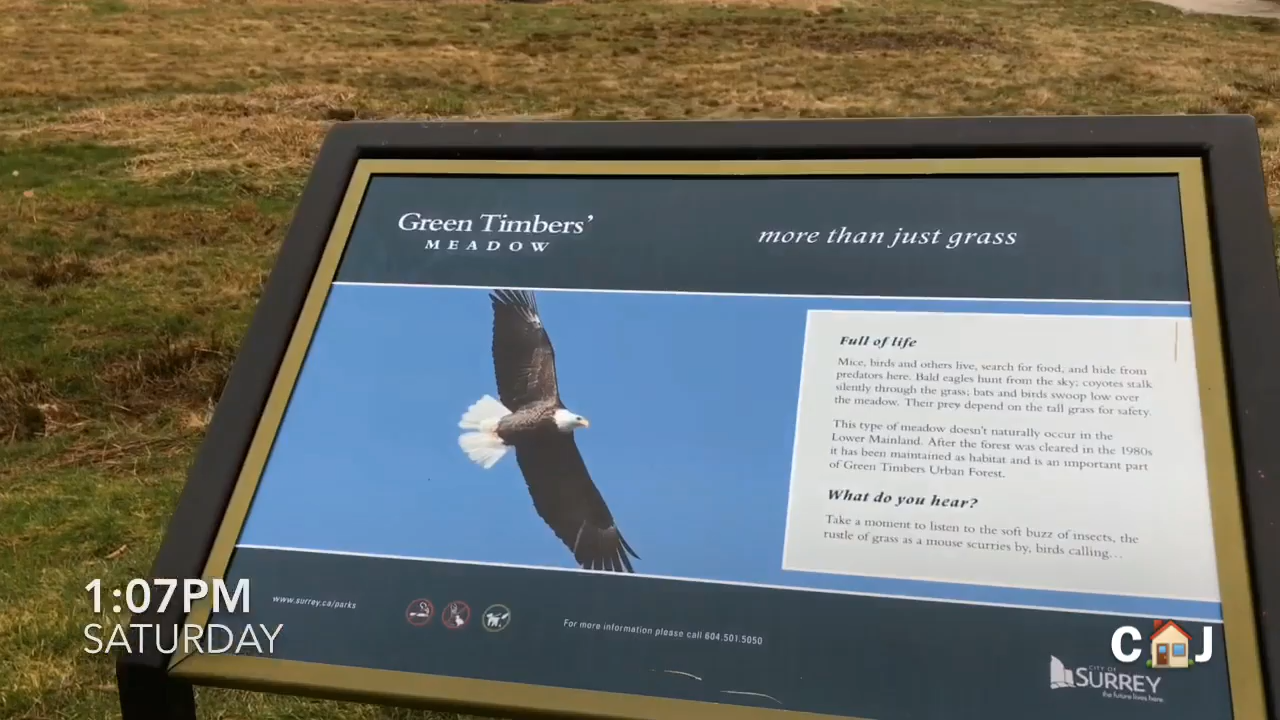 Green Timbers'
MEADOW
more than just grass
Full of life
Mice, birds and others live, search for food, and hide from
predators here. Bald eagles hunt from the sky; coyotes stalk
silently through the grass; bats and birds swoop low over
the meadow. Their prey depend on the tall grass for safety.
This type of meadow doesn't naturally occur in the
Lower Mainland. After the forest was cleared in the 1980s
it has been maintained as habitat and is an important part
of Green Timbers Urban Forest.
What do you hear?
Take a moment to listen to the soft buzz of insects, the
rustle of grass as a mouse scurries by, birds calling...
1:07PM
SATURDAY
www.surrey.ca/parks
For more information please call 604.501.5050
C🏠J
CITY OF
SURREY
the future lives here.